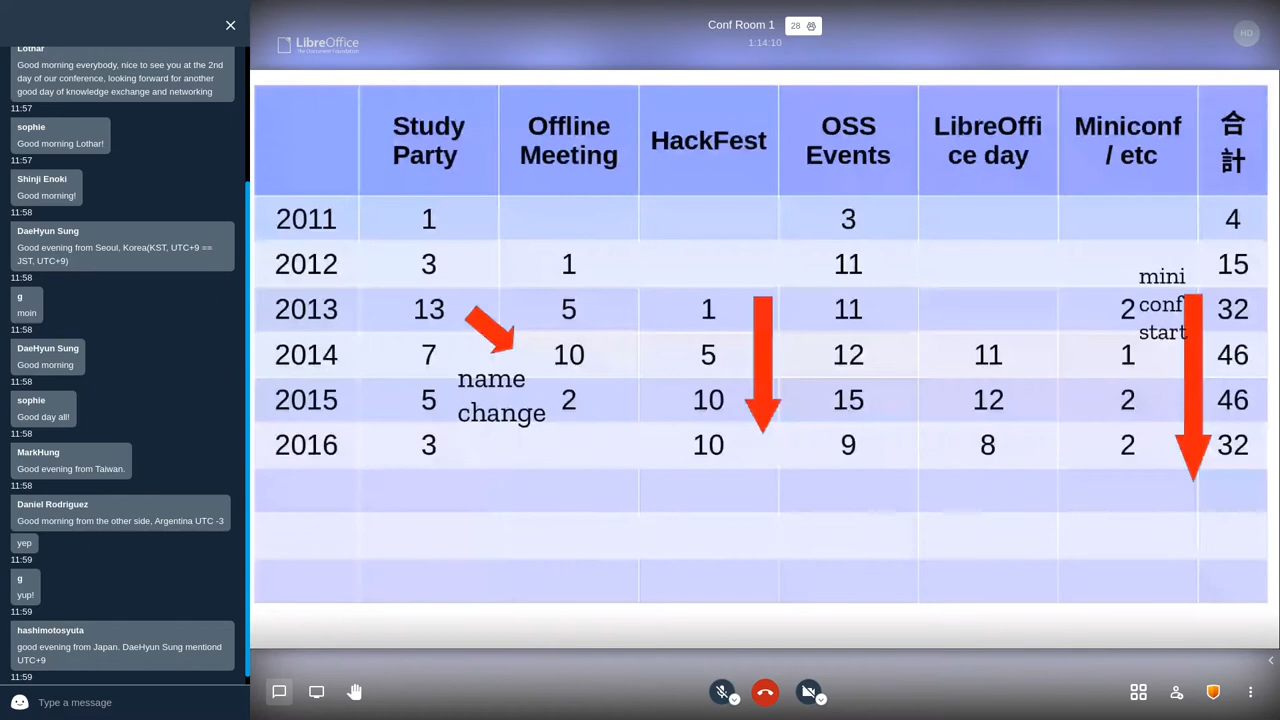 Lothar
Good morning everybody, nice to see you at the 2nd
day of our conference, looking forward for another
good day of knowledge exchange and networking
11:57
sophie
Good morning Lothar!
11:57
Shinji Enoki
Good morning!
11:58
DaeHyun Sung
Good evening from Seoul, Korea(KST, UTC+9 ==
JST, UTC+9)
11:58
g
moin
11:58
DaeHyun Sung
Good morning
11:58
sophie
Good day all!
11:58
MarkHung
Good evening from Taiwan.
11:58
Daniel Rodriguez
Good morning from the other side, Argentina UTC -3
yep
11:59
g
yup!
11:59
hashimotosyuta
good evening from Japan. DaeHyun Sung mentiond
UTC+9
11:59
Type a message
LibreOffice
The Document Foundation
Conf Room 1
28
1:14:10
HD
Study Party
Offline Meeting
HackFest
OSS Events
LibreOffi
ce day
Miniconf
/ etc
合
計
2011 1 3 4
2012 3 1 11 15
2013 13 5 1 11 2 32
2014 7 10 5 12 11 1 46
2015 5 2 10 15 12 2 46
2016 3 10 9 8 2 32
name
change
mini
conf
start